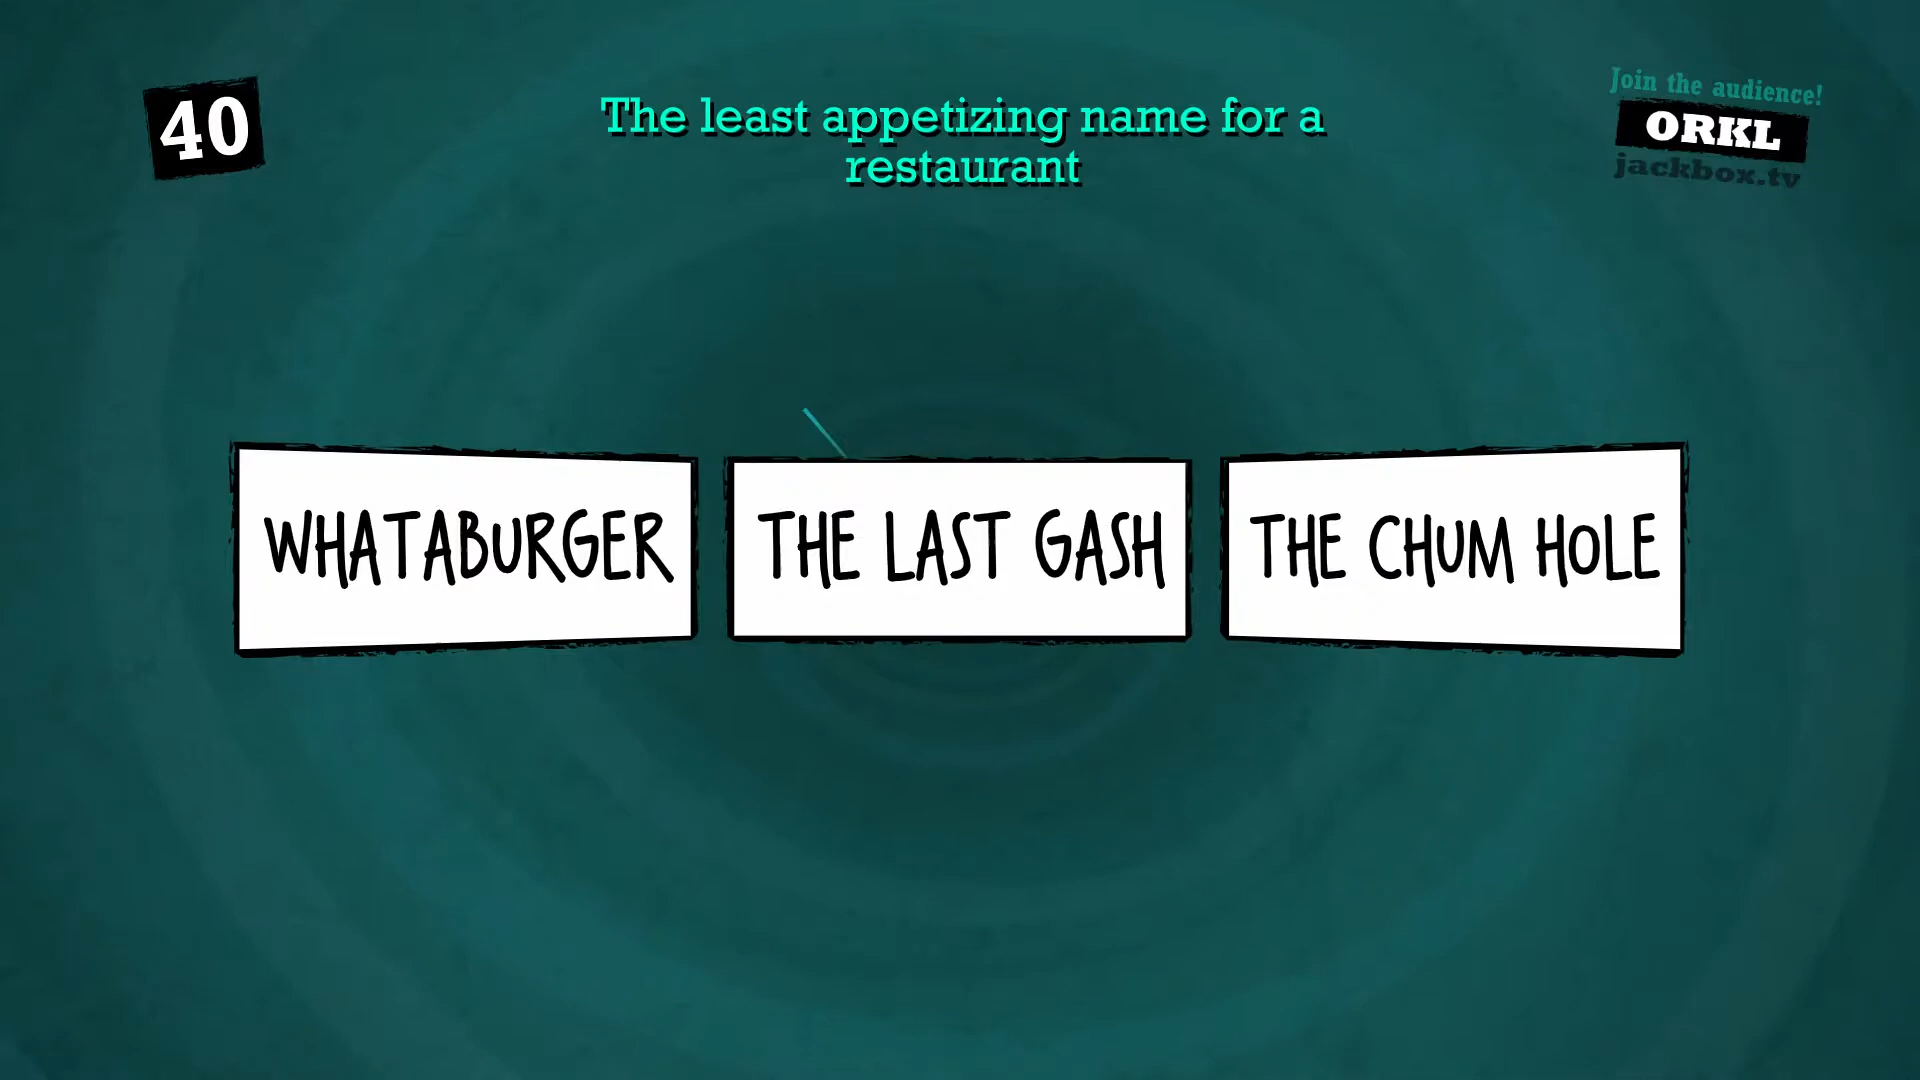 40
The least appetizing name for a
restaurant
Join the audience!
ORKL
jackbox.tv
WHATABURGER
THE LAST GASH
THE CHUM HOLE